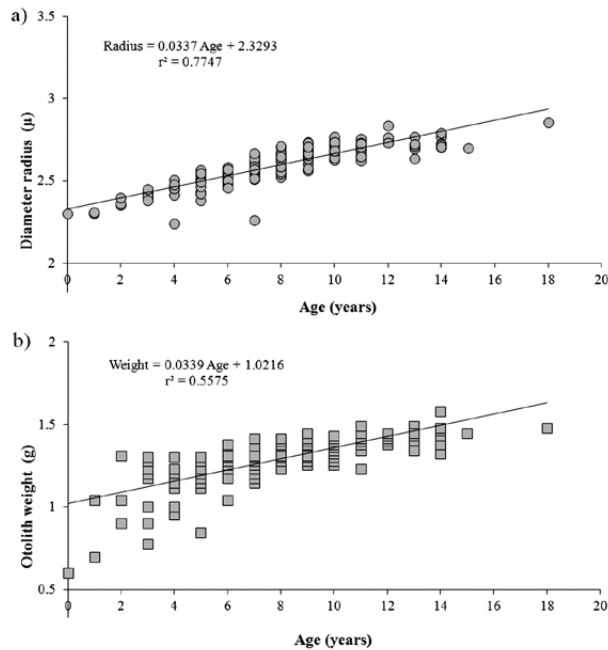 a)
3.5
Radius = 0.0337 Age + 2.3293
r² = 0.7747
3
Diameter radius (µ)
2.5
2
0 2 4 6 8 10 12 14 16 18 20
Age (years)
b)
2
Weight = 0.0339 Age + 1.0216
r² = 0.5575
1.5
Otolith weight (g)
1
0.5
0 2 4 6 8 10 12 14 16 18 20
Age (years)